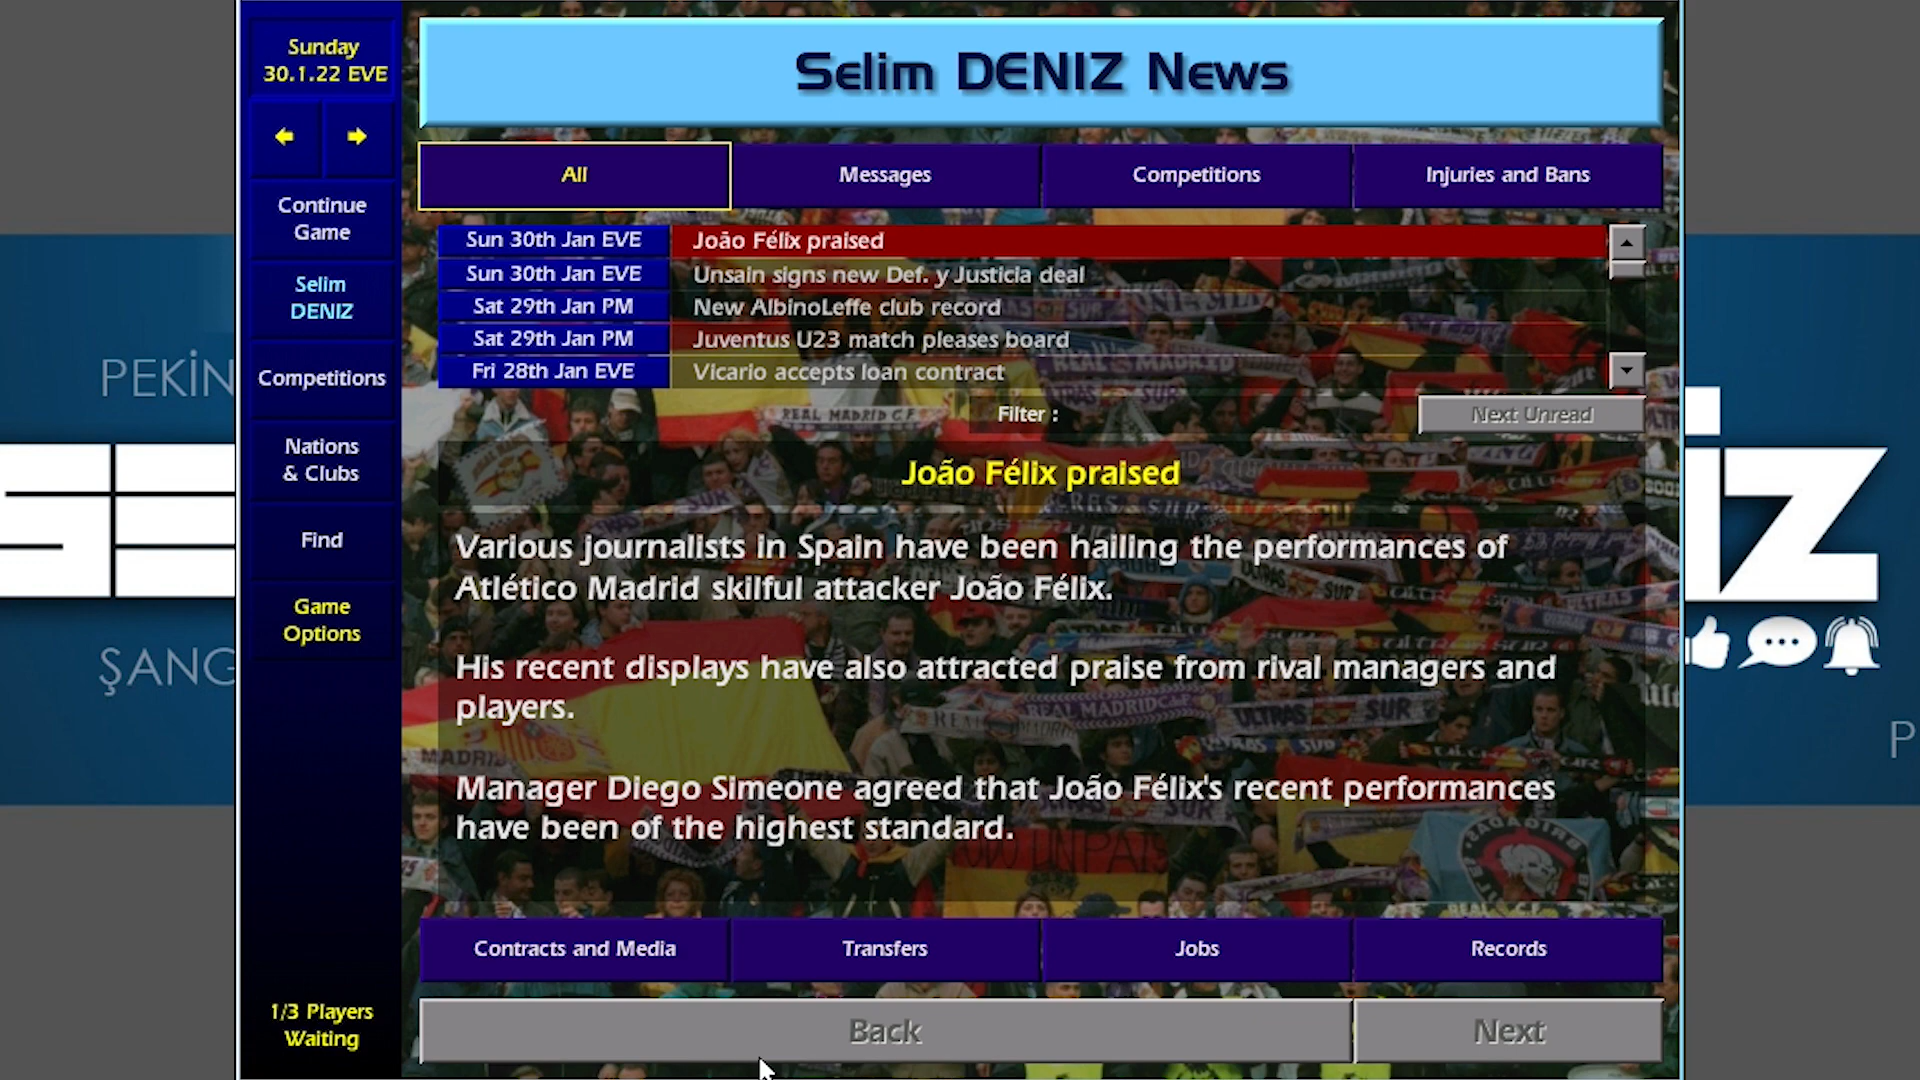 Sunday
30.1.22 EVE
Continue
Game
Selim
DENIZ
Competitions
Nations
& Clubs
Find
Game
Options
1/3 Players
Waiting
Selim DENIZ News
All
Messages
Competitions
Injuries and Bans
Sun 30th Jan EVE João Félix praised
Sun 30th Jan EVE Unsain signs new Def. y Justicia deal
Sat 29th Jan PM New AlbinoLeffe club record
Sat 29th Jan PM Juventus U23 match pleases board
Fri 28th Jan EVE Vicario accepts loan contract
REAL MADRID C.F
Filter :
Next Unread
João Félix praised
Various journalists in Spain have been hailing the performances of
Atlético Madrid skilful attacker João Félix.
His recent displays have also attracted praise from rival managers and
players.
Manager Diego Simeone agreed that João Félix's recent performances
have been of the highest standard.
Contracts and Media
Transfers
Jobs
Records
Back
Next
PEKİN
ŞANG
P